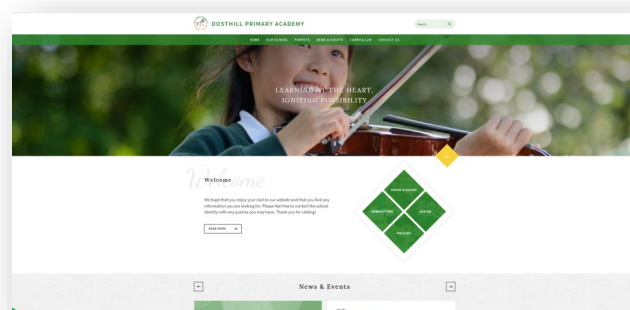 DOSTHILL PRIMARY ACADEMY
Search
HOME OUR SCHOOL PARENTS NEWS & EVENTS CURRICULUM CONTACT US
LEARNING AT THE HEART,
IGNITING POSSIBILITY
Welcome
Welcome
We hope that you enjoy your visit to our website and that you find any
information you are looking for. Please feel free to contact the school
directly with any queries you may have. Thank you for visiting!
READ MORE
NEWSLETTERS
POLICIES
News & Events